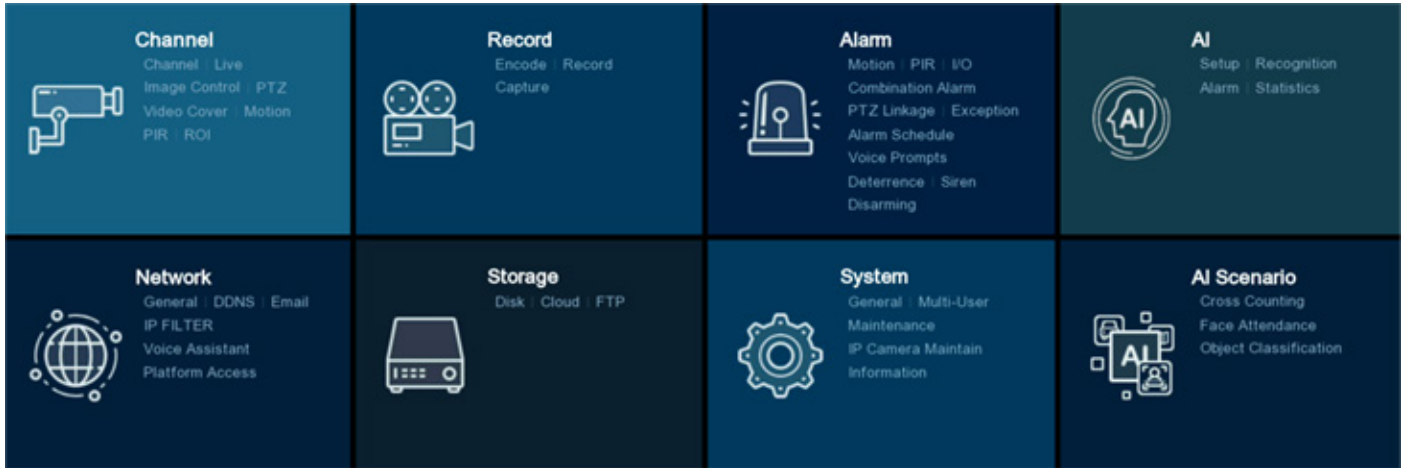 Channel
Channel | Live
Image Control | PTZ
Video Cover | Motion
PIR | ROI
Record
Encode | Record
Capture
Alarm
Motion | PIR | I/O
Combination Alarm
PTZ Linkage | Exception
Alarm Schedule
Voice Prompts
Deterrence | Siren
Disarming
AI
Setup | Recognition
Alarm | Statistics
AI
Network
General | DDNS | Email
IP FILTER
Voice Assistant
Platform Access
Storage
Disk | Cloud | FTP
System
General | Multi-User
Maintenance
IP Camera Maintain
Information
AI Scenario
Cross Counting
Face Attendance
Object Classification
AI